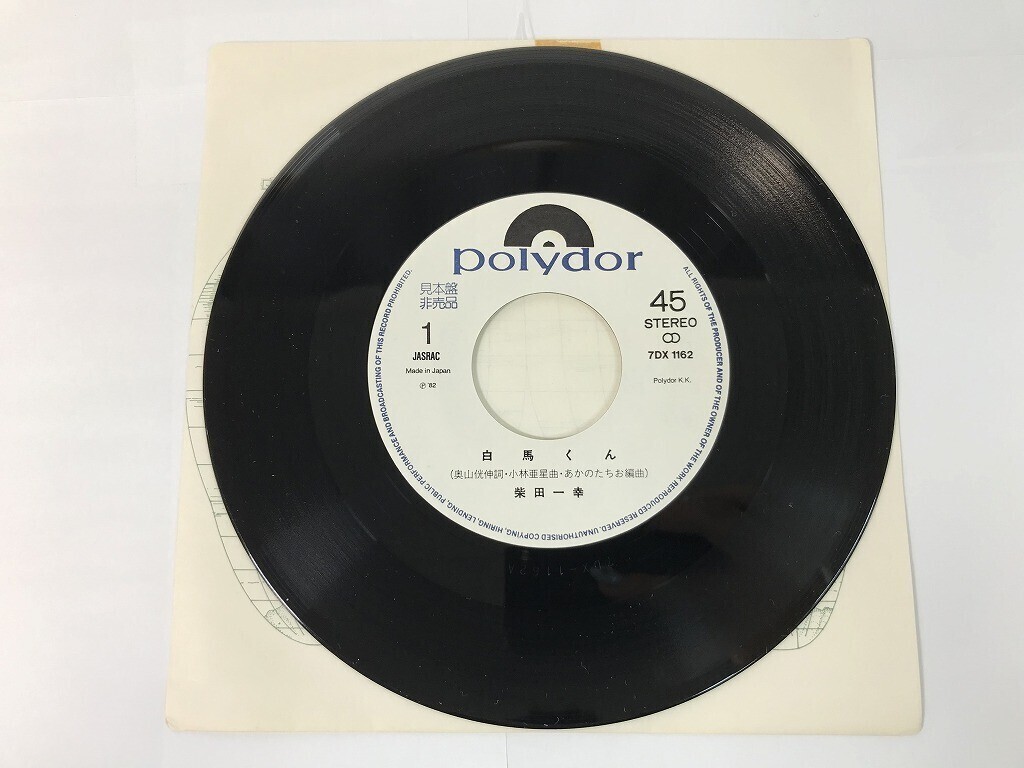 polydor
見本盤
非売品
1
JASRAC
Made in Japan
Ⓟ '82
45
STEREO
7DX 1162
Polydor K.K.
白馬くん
(奥山侊伸詞・小林亜星曲・あかのたちお編曲)
柴田一幸
ALL RIGHTS OF THE PRODUCER AND OF THE OWNER OF THE WORK REPRODUCED RESERVED. UNAUTHORISED COPYING, HIRING, LENDING, PUBLIC PERFORMANCE AND BROADCASTING OF THIS RECORD PROHIBITED.